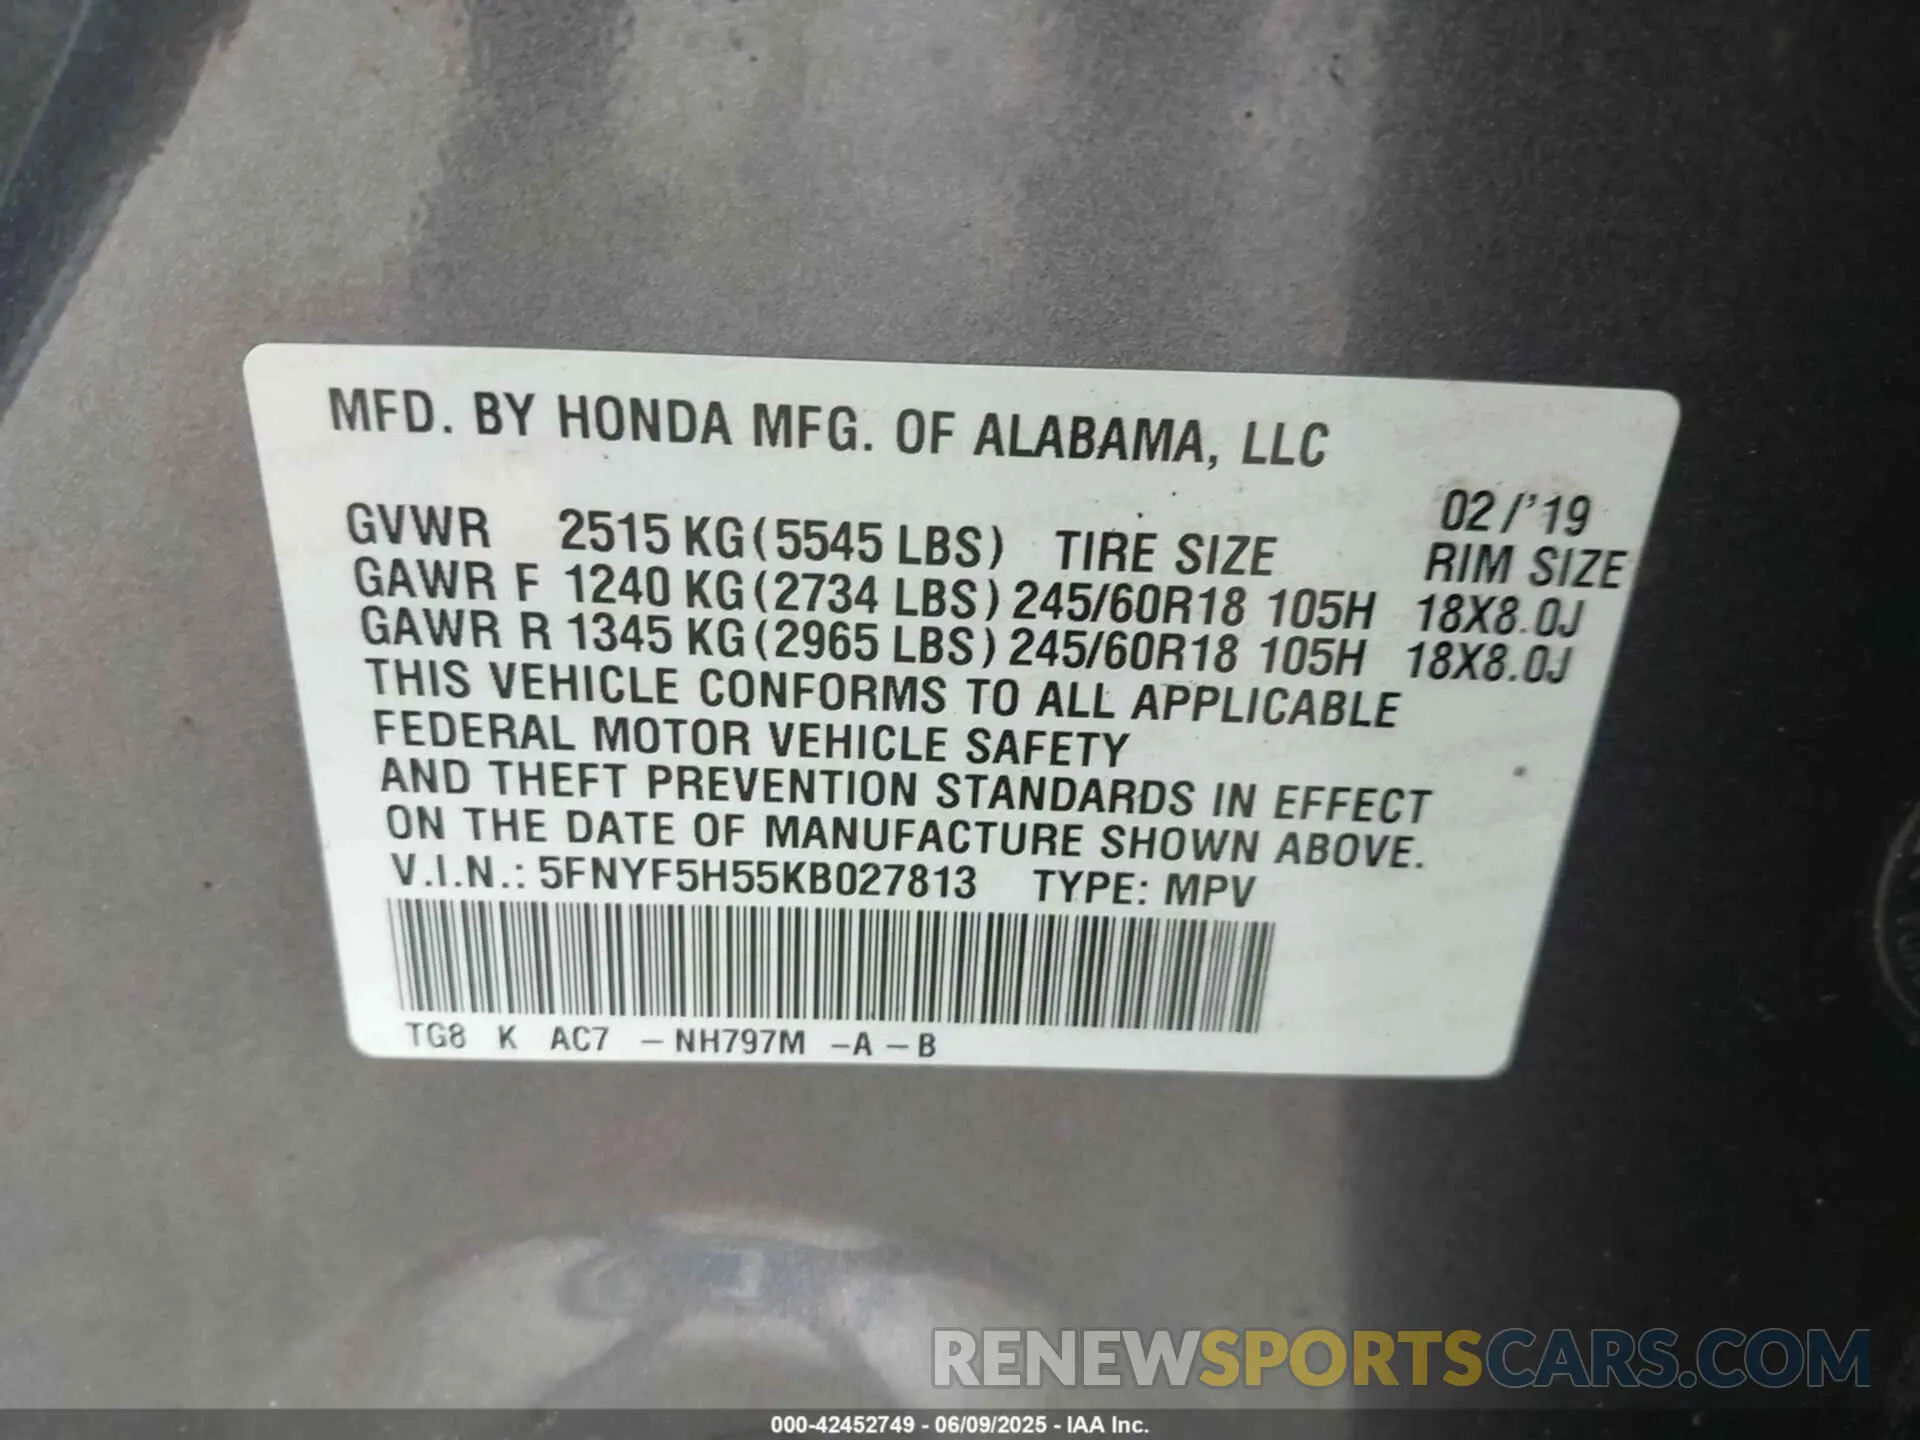 MFD. BY HONDA MFG. OF ALABAMA, LLC
02/'19
GVWR 2515 KG (5545 LBS) TIRE SIZE RIM SIZE
GAWR F 1240 KG (2734 LBS) 245/60R18 105H 18X8.0J
GAWR R 1345 KG (2965 LBS) 245/60R18 105H 18X8.0J
THIS VEHICLE CONFORMS TO ALL APPLICABLE
FEDERAL MOTOR VEHICLE SAFETY
AND THEFT PREVENTION STANDARDS IN EFFECT
ON THE DATE OF MANUFACTURE SHOWN ABOVE.
V.I.N.: 5FNYF5H55KB027813 TYPE: MPV
TG8 K AC7 – NH797M – A – B
RENEWSPORTSCARS.COM
000-42452749 - 06/09/2025 - IAA Inc.